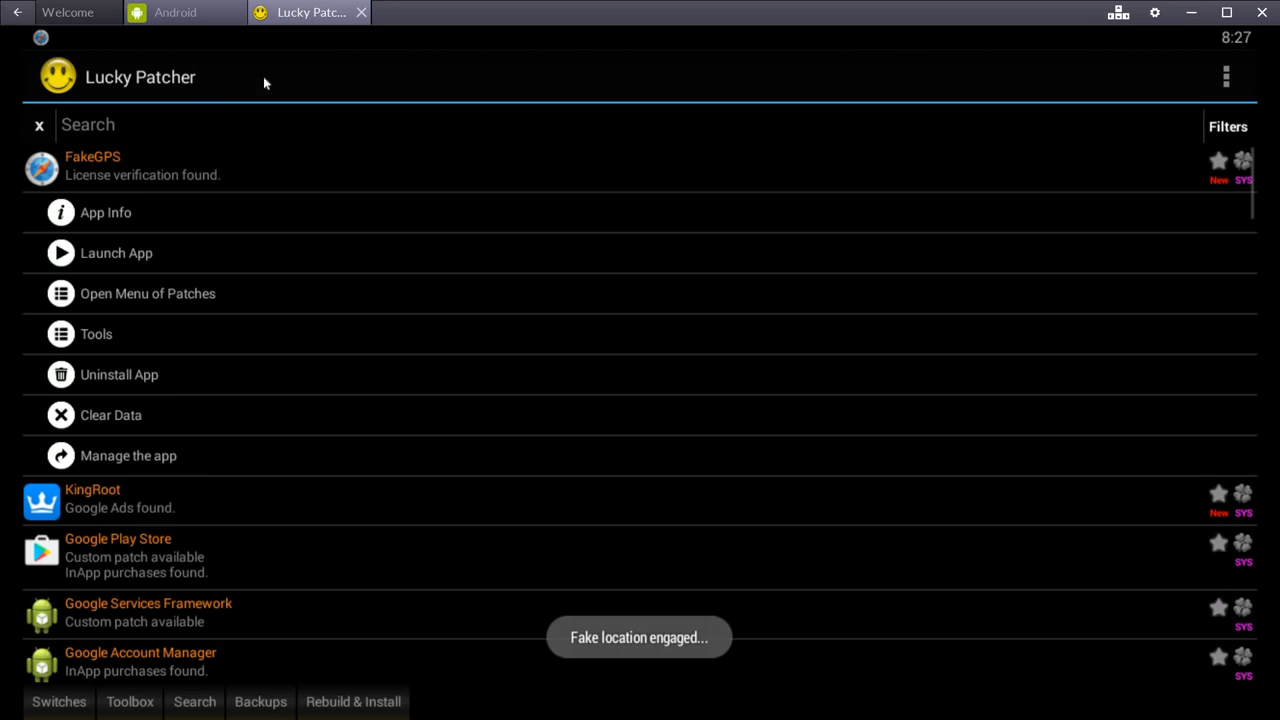 Welcome
Android
Lucky Patc...
8:27
Lucky Patcher
x
Search
Filters
FakeGPS
License verification found.
New
SYS
App Info
Launch App
Open Menu of Patches
Tools
Uninstall App
Clear Data
Manage the app
KingRoot
Google Ads found.
New
SYS
Google Play Store
Custom patch available
InApp purchases found.
SYS
Google Services Framework
Custom patch available
SYS
Fake location engaged...
Google Account Manager
InApp purchases found.
SYS
Switches
Toolbox
Search
Backups
Rebuild & Install